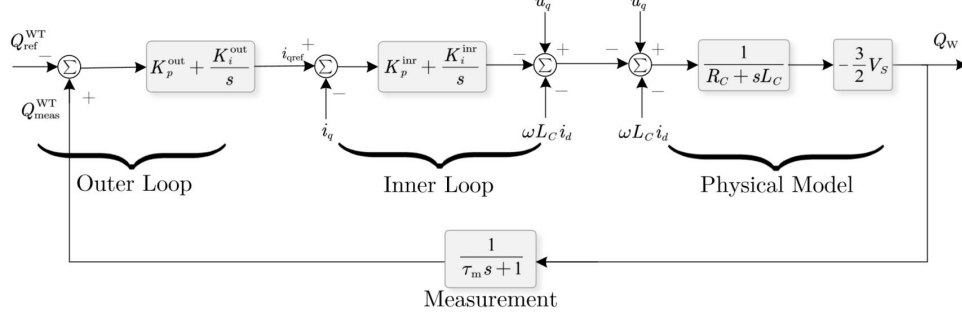 Q_ref^WT
−
Σ
+
Q_meas^WT
K_p^out + K_i^out / s
i_qref
+
Σ
−
i_q
K_p^inr + K_i^inr / s
u_q
−
+
Σ
−
ωL_C i_d
u_q
−
+
Σ
−
ωL_C i_d
1 / (R_C + sL_C)
−3/2 V_S
Q_W
Outer Loop
Inner Loop
Physical Model
1 / (τ_m s + 1)
Measurement